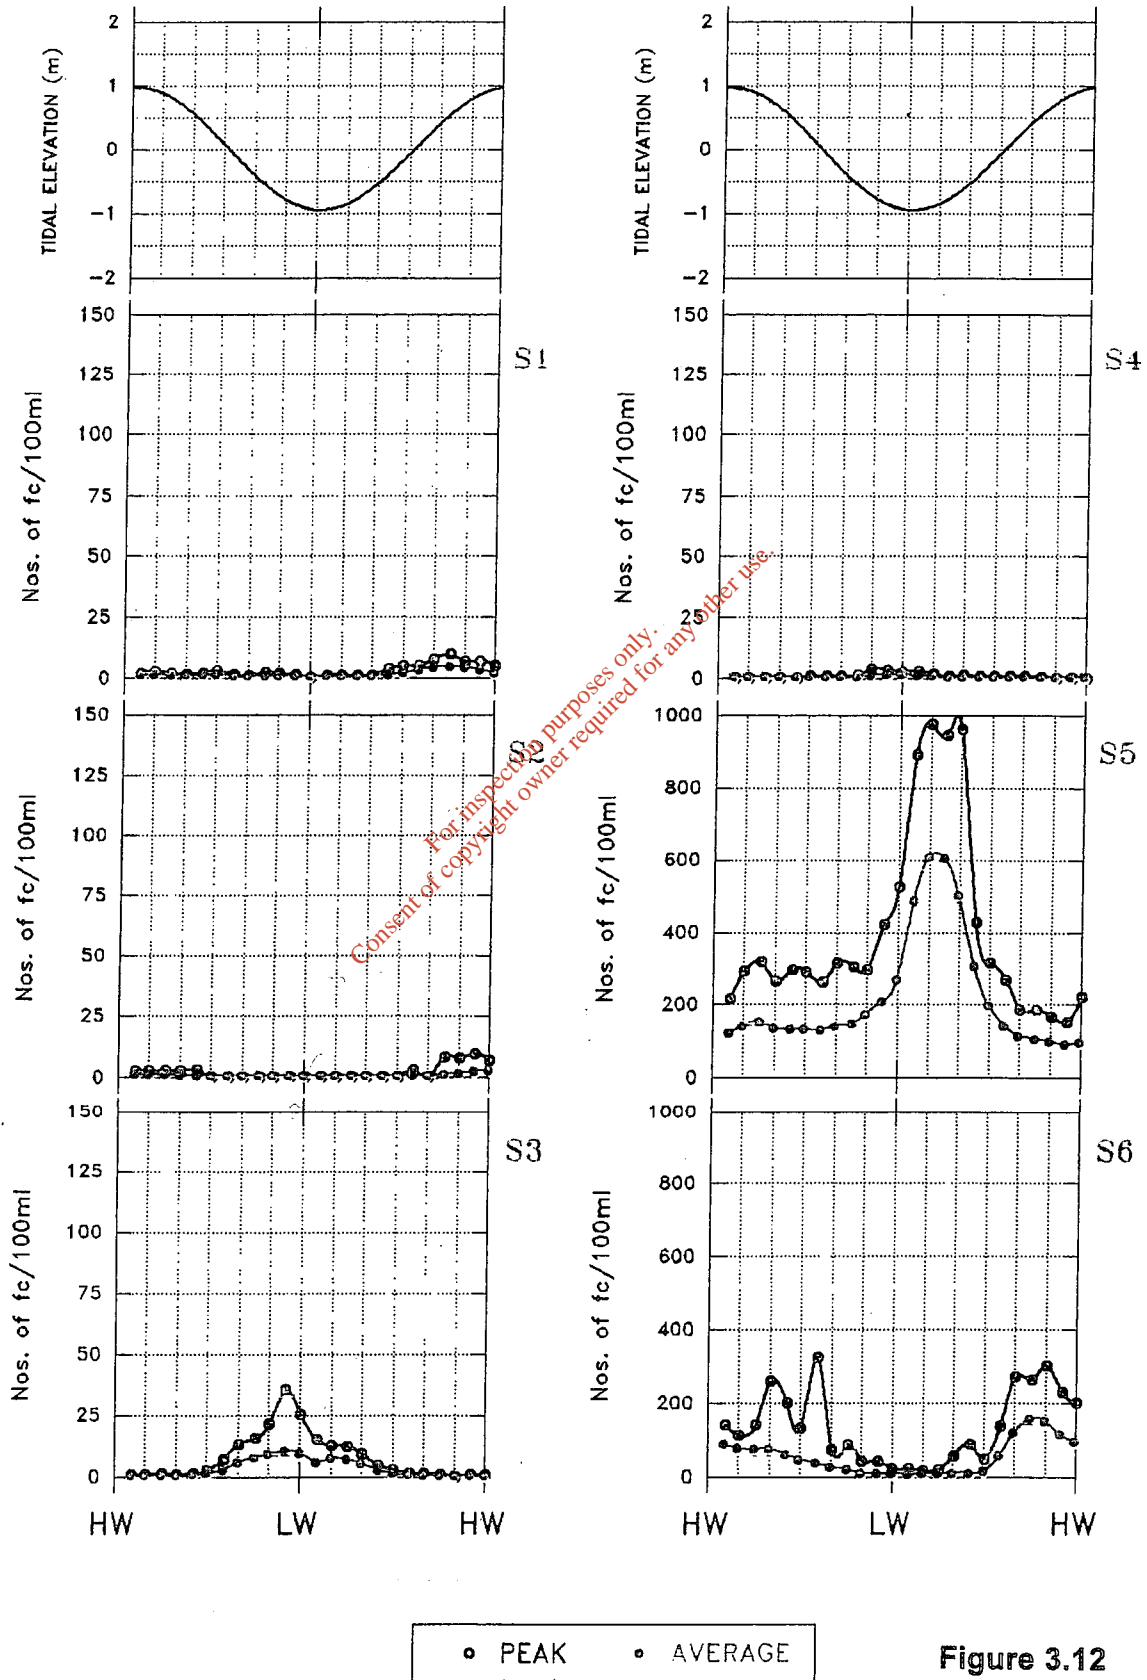 2
1
0
−1
−2
TIDAL ELEVATION (m)
2
1
0
−1
−2
TIDAL ELEVATION (m)
150
125
100
75
50
25
0
Nos. of fc/100ml
S1
150
125
100
75
50
25
0
Nos. of fc/100ml
S4
150
125
100
75
50
25
0
Nos. of fc/100ml
S2
1000
800
600
400
200
0
Nos. of fc/100ml
S5
150
125
100
75
50
25
0
Nos. of fc/100ml
S3
HW LW HW
1000
800
600
400
200
0
Nos. of fc/100ml
S6
HW LW HW
For inspection purposes only.
Consent of copyright owner required for any other use.
PEAK AVERAGE
Figure 3.12